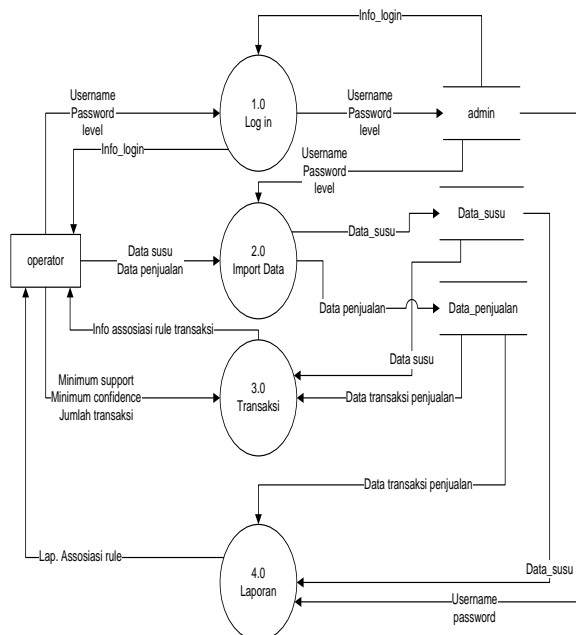 Info_login
1.0
Log in
Username
Password
level
Username
Password
level
admin
Info_login
Username
Password
level
operator
Data susu
Data penjualan
2.0
Import Data
Data_susu
Data_susu
Data penjualan
Data_penjualan
Info assosiasi rule transaksi
Data susu
Minimum support
Minimum confidence
Jumlah transaksi
3.0
Transaksi
Data transaksi penjualan
Data transaksi penjualan
Lap. Assosiasi rule
4.0
Laporan
Data_susu
Username
password